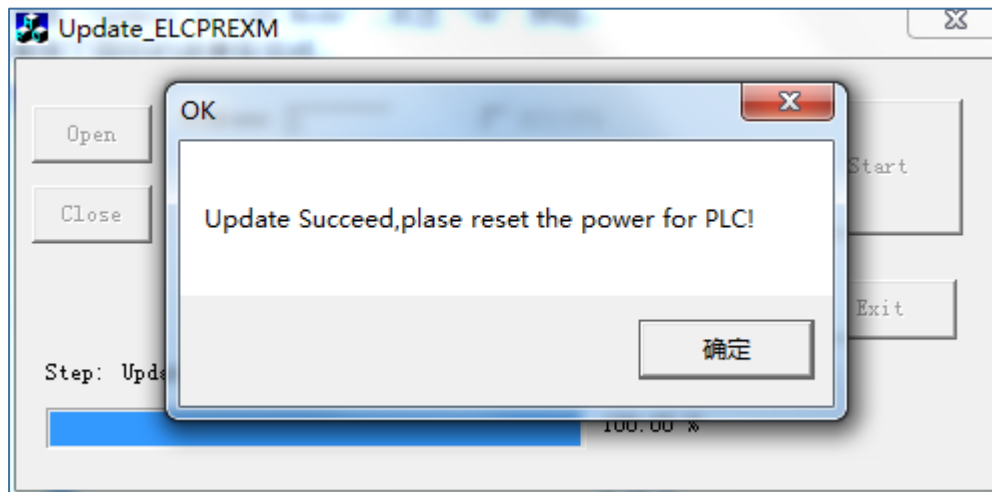 Update_ELCPREXM
OK
Open
Start
Close
Update Succeed,plase reset the power for PLC!
Exit
确定
Step:
100.00 %